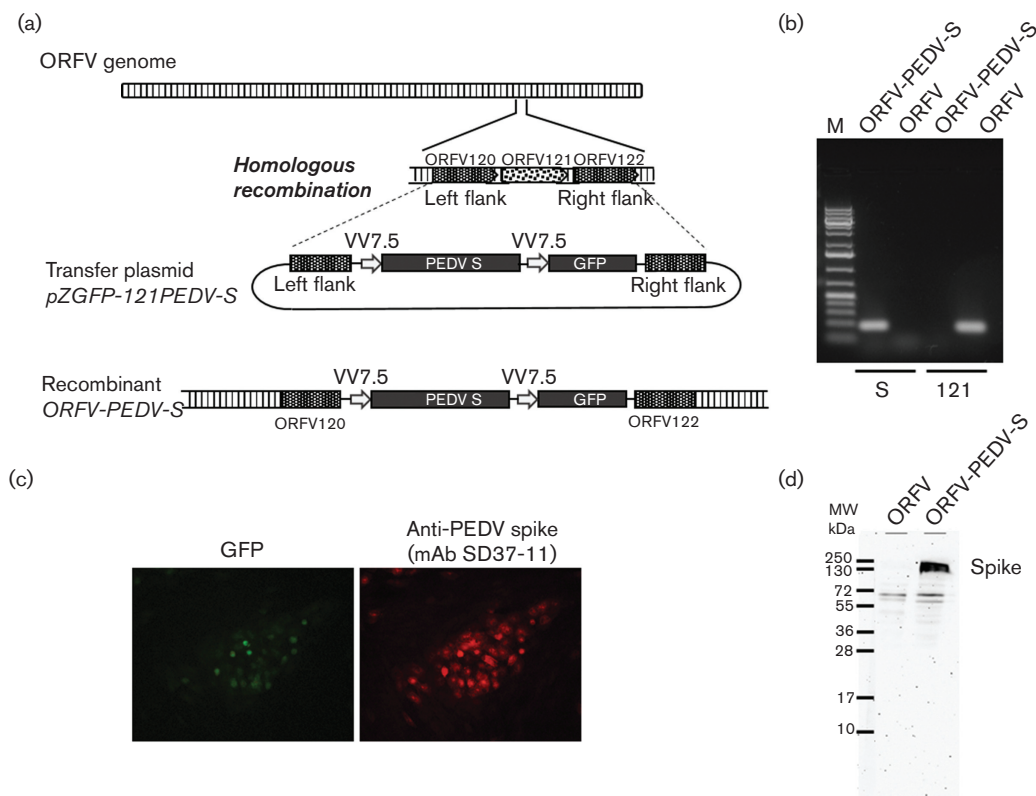 (a)
ORFV genome
Homologous
recombination
ORFV120 ORFV121 ORFV122
Left flank Right flank
VV7.5 VV7.5
Transfer plasmid
pZGFP-121PEDV-S
PEDV S GFP
Left flank Right flank
Recombinant
ORFV-PEDV-S
VV7.5 VV7.5
PEDV S GFP
ORFV120 ORFV122
(b)
ORFV-PEDV-S
ORFV
ORFV-PEDV-S
ORFV
M
S 121
(c)
GFP
Anti-PEDV spike
(mAb SD37-11)
(d)
ORFV
ORFV-PEDV-S
MW
kDa
250
130
72
55
36
28
17
10
Spike